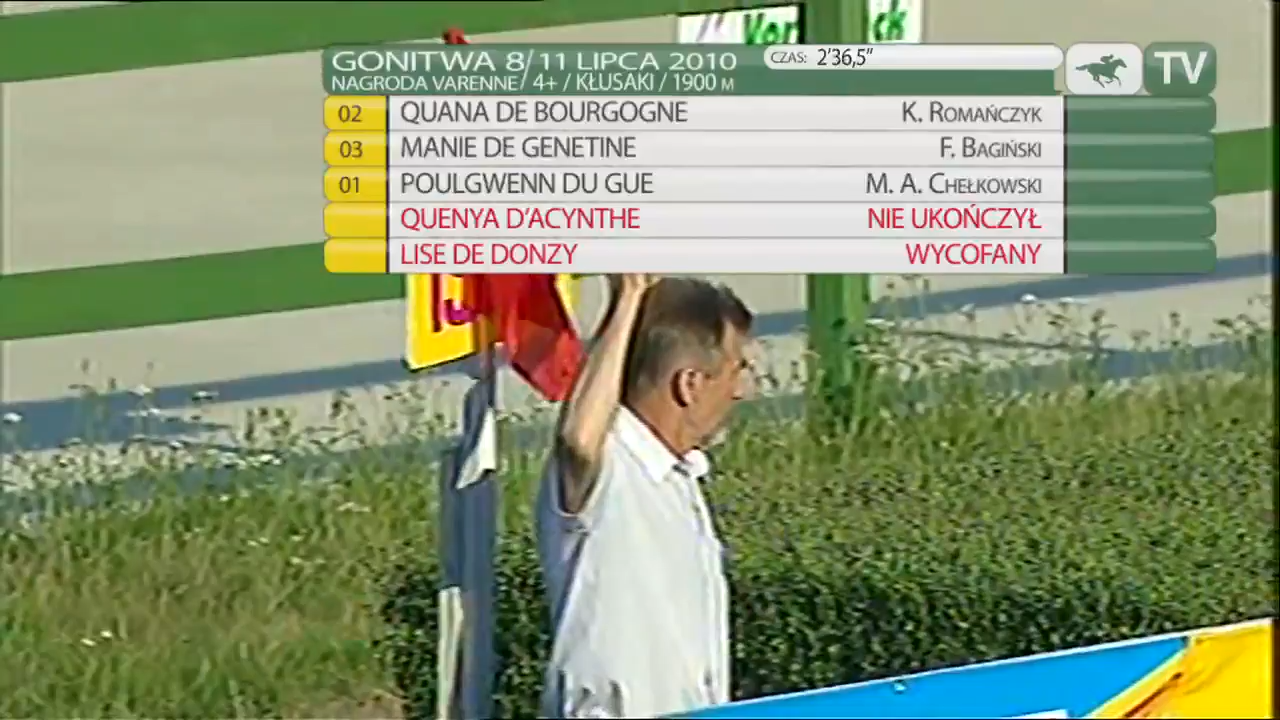 GONITWA 8/11 LIPCA 2010
NAGRODA VARENNE/ 4+ / KŁUSAKI / 1900 M
CZAS: 2'36,5"
TV
02 QUANA DE BOURGOGNE K. ROMAŃCZYK
03 MANIE DE GENETINE F. BAGIŃSKI
01 POULGWENN DU GUE M. A. CHEŁKOWSKI
QUENYA D'ACYNTHE NIE UKOŃCZYŁ
LISE DE DONZY WYCOFANY